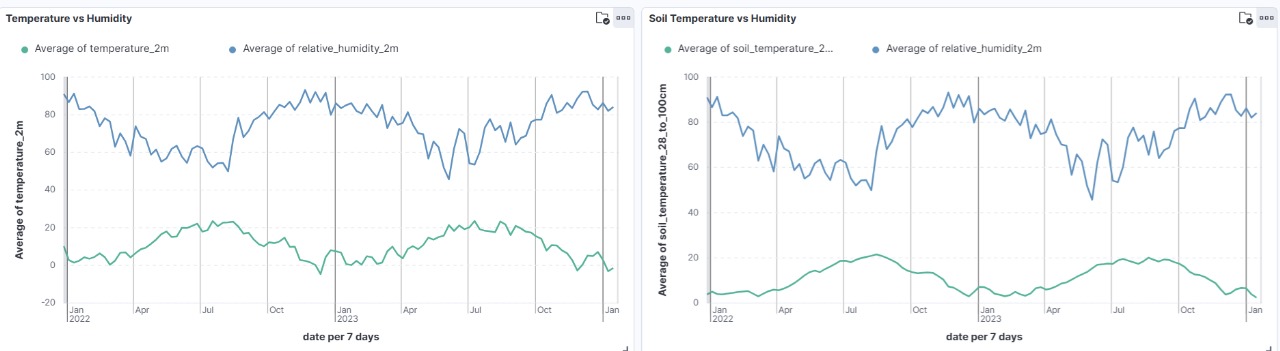 Temperature vs Humidity
Average of temperature_2m Average of relative_humidity_2m
Average of temperature_2m
100
80
60
40
20
0
-20
Jan Apr Jul Oct Jan Apr Jul Oct Jan
2022 2023
date per 7 days
Soil Temperature vs Humidity
Average of soil_temperature_2... Average of relative_humidity_2m
Average of soil_temperature_28_to_100cm
100
80
60
40
20
0
Jan Apr Jul Oct Jan Apr Jul Oct Jan
2022 2023
date per 7 days